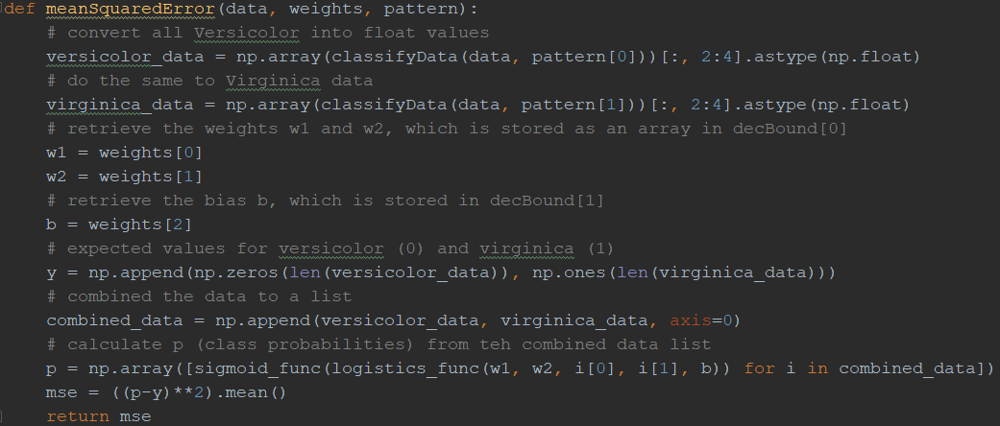 def meanSquaredError(data, weights, pattern):
    # convert all Versicolor into float values
    versicolor_data = np.array(classifyData(data, pattern[0]))[:, 2:4].astype(np.float)
    # do the same to Virginica data
    virginica_data = np.array(classifyData(data, pattern[1]))[:, 2:4].astype(np.float)
    # retrieve the weights w1 and w2, which is stored as an array in decBound[0]
    w1 = weights[0]
    w2 = weights[1]
    # retrieve the bias b, which is stored in decBound[1]
    b = weights[2]
    # expected values for versicolor (0) and virginica (1)
    y = np.append(np.zeros(len(versicolor_data)), np.ones(len(virginica_data)))
    # combined the data to a list
    combined_data = np.append(versicolor_data, virginica_data, axis=0)
    # calculate p (class probabilities) from teh combined data list
    p = np.array([sigmoid_func(logistics_func(w1, w2, i[0], i[1], b)) for i in combined_data])
    mse = ((p-y)**2).mean()
    return mse